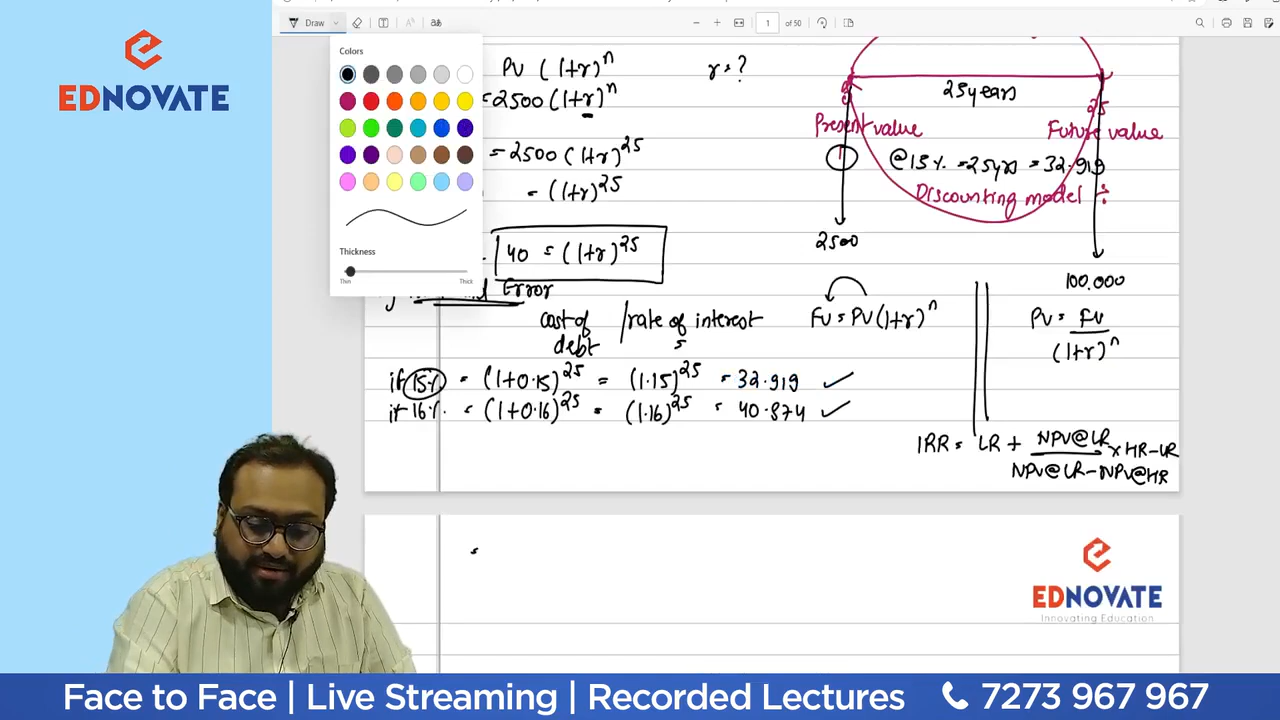 EDNOVATE
Draw
1 of 50
Colors
Thickness
Thin Thick
PV (1+r)^n r = ?
=2500 (1+r)^n
= 2500 (1+r)^25
= (1+r)^25
40 = (1+r)^25
Error
25 years
25
Present value Future value
1 @15% = 25yrs = 32.919
Discounting model ÷
2500
100,000
cost of / rate of interest
debt
FV = PV (1+r)^n
PV = FV
(1+r)^n
if 15% = (1+0.15)^25 = (1.15)^25 = 32.919 ✓
if 16% = (1+0.16)^25 = (1.16)^25 = 40.874 ✓
IRR = LR + NPV@LR x HR-LR
NPV@LR-NPV@HR
EDNOVATE
Innovating Education
Face to Face | Live Streaming | Recorded Lectures 7273 967 967